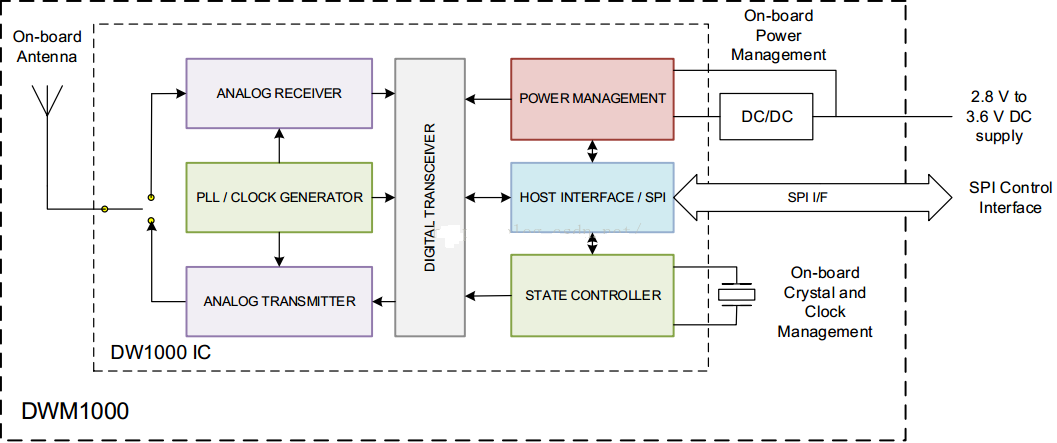 On-board
Antenna
On-board
Power
Management
ANALOG RECEIVER
POWER MANAGEMENT
DC/DC
2.8 V to
3.6 V DC
supply
PLL / CLOCK GENERATOR
DIGITAL TRANSCEIVER
HOST INTERFACE / SPI
SPI I/F
SPI Control
Interface
ANALOG TRANSMITTER
STATE CONTROLLER
On-board
Crystal and
Clock
Management
DW1000 IC
DWM1000